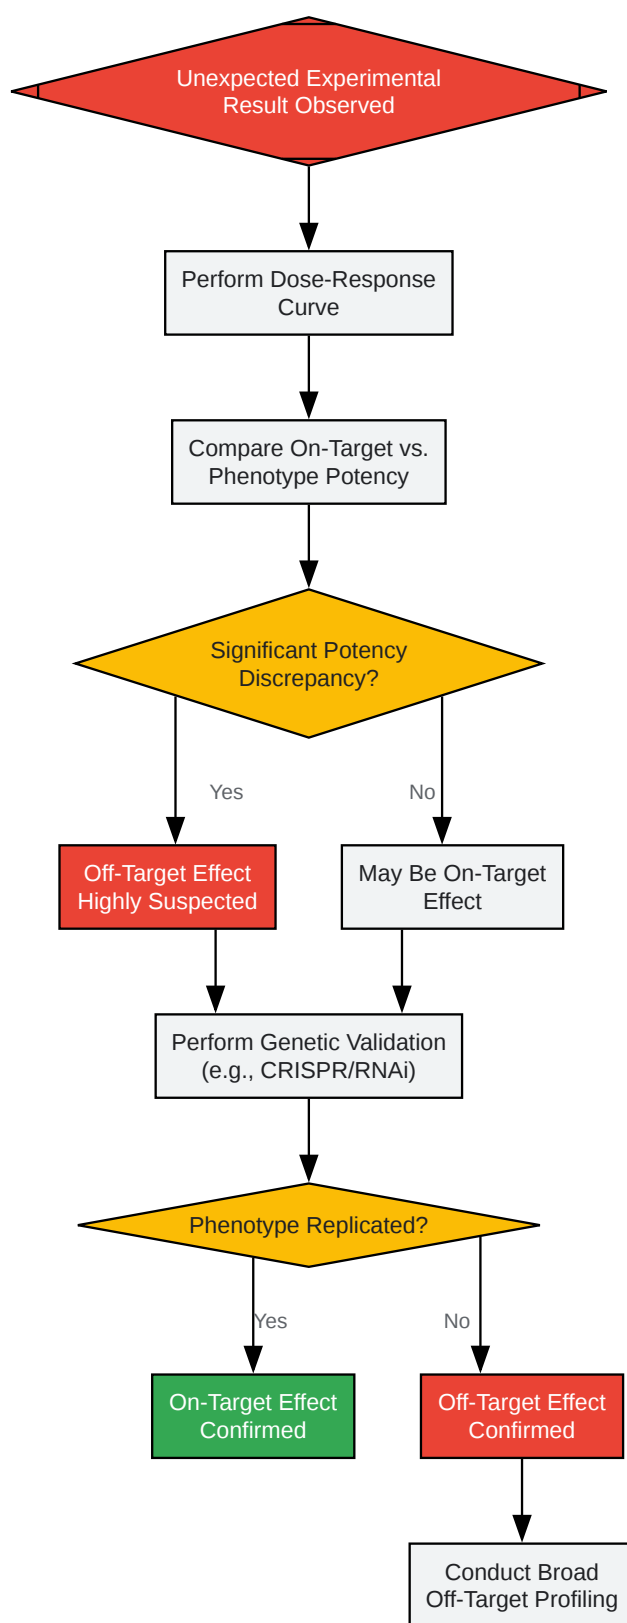 Unexpected Experimental
Result Observed
Perform Dose-Response
Curve
Compare On-Target vs.
Phenotype Potency
Significant Potency
Discrepancy?
Yes
No
Off-Target Effect
Highly Suspected
May Be On-Target
Effect
Perform Genetic Validation
(e.g., CRISPR/RNAi)
Phenotype Replicated?
Yes
No
On-Target Effect
Confirmed
Off-Target Effect
Confirmed
Conduct Broad
Off-Target Profiling